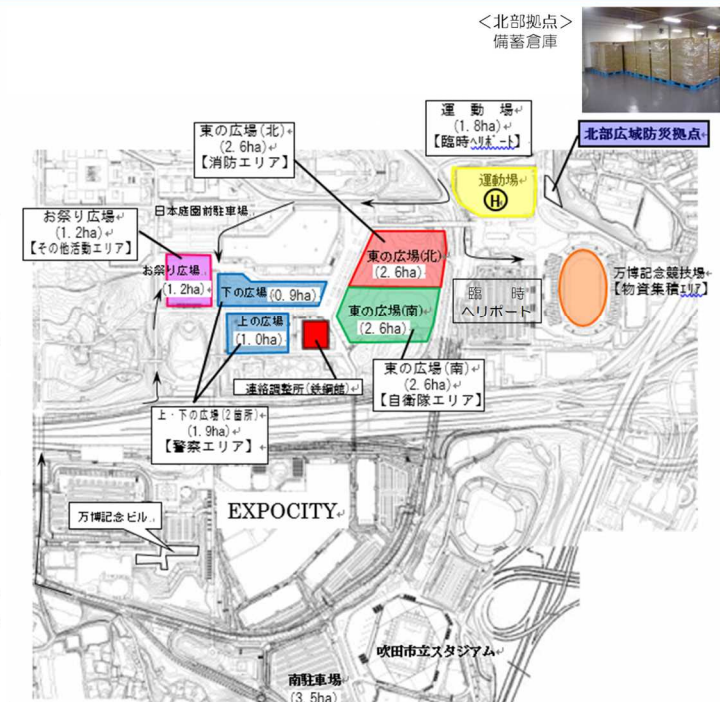 ＜北部拠点＞
備蓄倉庫
運動場
(1.8ha)
【臨時ﾍﾘﾎﾟｰﾄ】
北部広域防災拠点
東の広場(北)
(2.6ha)
【消防エリア】
運動場
H
お祭り広場
(1.2ha)
【その他活動エリア】
日本庭園前駐車場
お祭り広場
(1.2ha)
下の広場(0.9ha)
上の広場
(1.0ha)
東の広場(北)
(2.6ha)
東の広場(南)
(2.6ha)
臨時
ヘリポート
万博記念競技場
【物資集積ｴﾘｱ】
連絡調整所(鉄鋼館)
東の広場(南)
(2.6ha)
【自衛隊エリア】
上・下の広場(2箇所)
(1.9ha)
【警察エリア】
EXPOCITY
万博記念ビル
吹田市立スタジアム
南駐車場
(3.5ha)